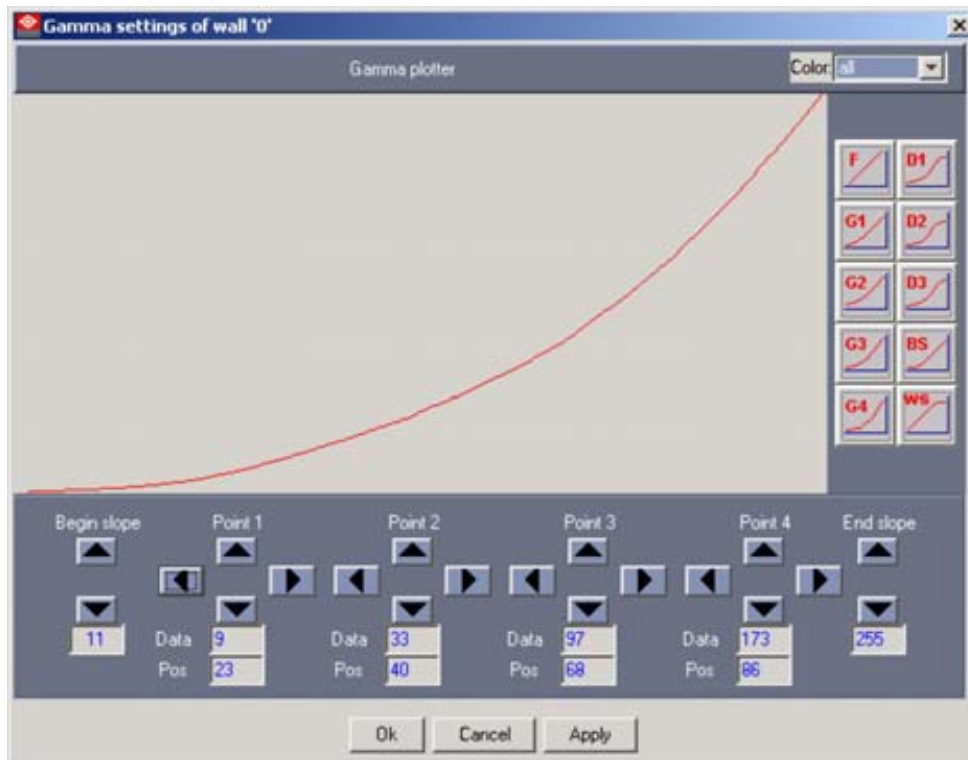 Gamma settings of wall '0'
Gamma plotter
Color: all
F D1
G1 D2
G2 D3
G3 BS
G4 WS
Begin slope Point 1 Point 2 Point 3 Point 4 End slope
11 Data 9 Data 33 Data 97 Data 173 255
Pos 23 Pos 40 Pos 68 Pos 86
Ok Cancel Apply